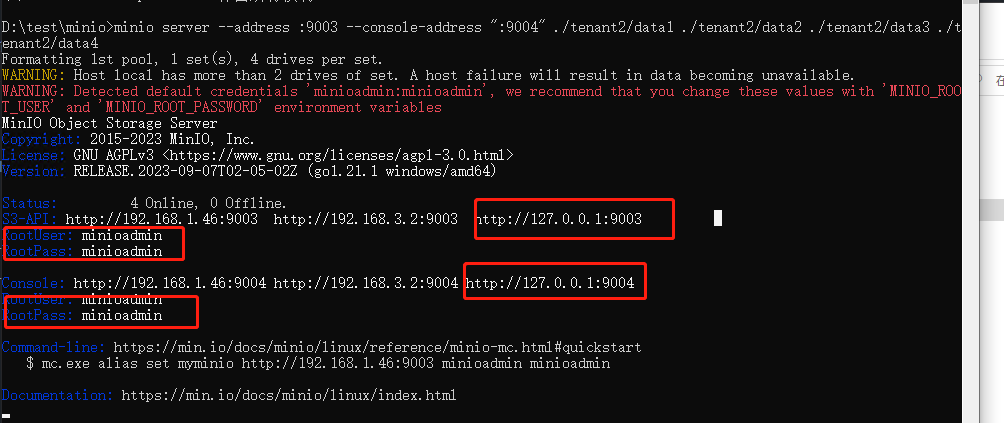 D:\test\minio>minio server --address :9003 --console-address ":9004" ./tenant2/data1 ./tenant2/data2 ./tenant2/data3 ./t
enant2/data4
Formatting 1st pool, 1 set(s), 4 drives per set.
WARNING: Host local has more than 2 drives of set. A host failure will result in data becoming unavailable.
WARNING: Detected default credentials 'minioadmin:minioadmin', we recommend that you change these values with 'MINIO_ROO
T_USER' and 'MINIO_ROOT_PASSWORD' environment variables
MinIO Object Storage Server
Copyright: 2015-2023 MinIO, Inc.
License: GNU AGPLv3 <https://www.gnu.org/licenses/agpl-3.0.html>
Version: RELEASE.2023-09-07T02-05-02Z (go1.21.1 windows/amd64)
Status:         4 Online, 0 Offline.
S3-API: http://192.168.1.46:9003  http://192.168.3.2:9003  http://127.0.0.1:9003
RootUser: minioadmin
RootPass: minioadmin
Console: http://192.168.1.46:9004 http://192.168.3.2:9004 http://127.0.0.1:9004
RootUser: minioadmin
RootPass: minioadmin
Command-line: https://min.io/docs/minio/linux/reference/minio-mc.html#quickstart
$ mc.exe alias set myminio http://192.168.1.46:9003 minioadmin minioadmin
Documentation: https://min.io/docs/minio/linux/index.html
在